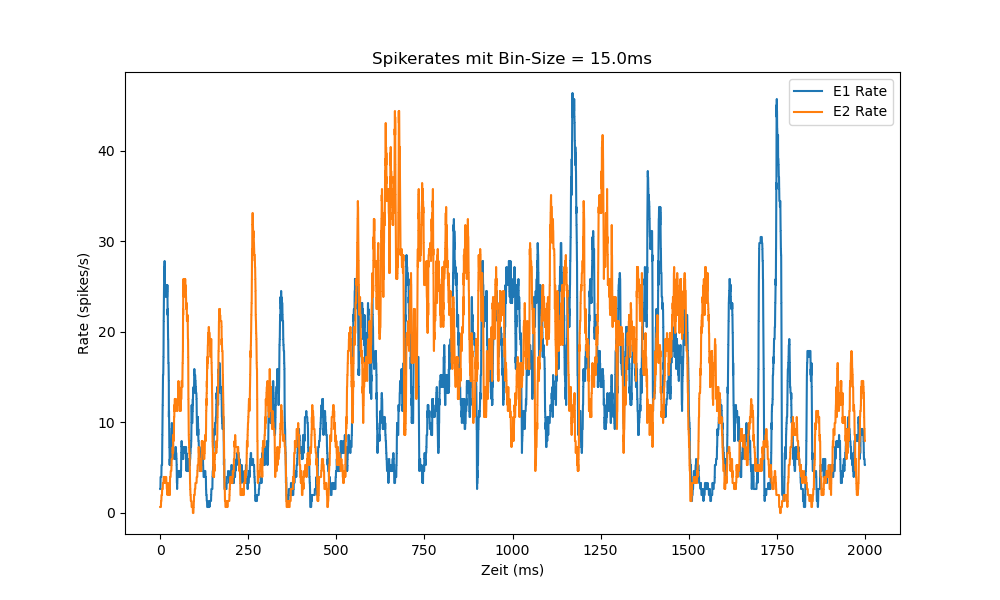 Spikerates mit Bin-Size = 15.0ms
E1 Rate
E2 Rate
Rate (spikes/s)
40
30
20
10
0
0 250 500 750 1000 1250 1500 1750 2000
Zeit (ms)